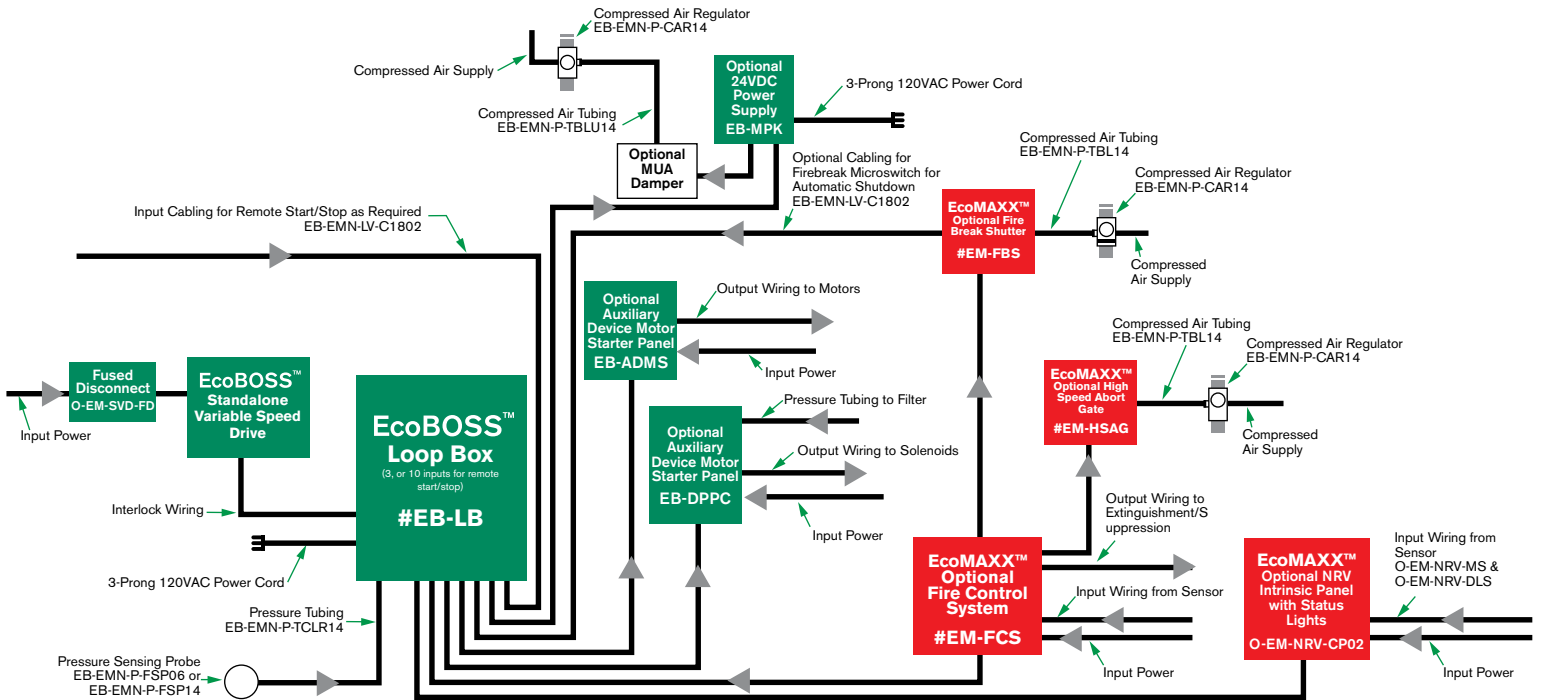 Compressed Air Regulator
EB-EMN-P-CAR14
Compressed Air Supply
Compressed Air Tubing
EB-EMN-P-TBLU14
Optional
24VDC
Power
Supply
EB-MPK
3-Prong 120VAC Power Cord
Optional
MUA
Damper
Optional Cabling for
Firebreak Microswitch for
Automatic Shutdown
EB-EMN-LV-C1802
Compressed Air Tubing
EB-EMN-P-TBL14
Compressed Air Regulator
EB-EMN-P-CAR14
EcoMAXX™
Optional Fire
Break Shutter
#EM-FBS
Compressed
Air Supply
Input Cabling for Remote Start/Stop as Required
EB-EMN-LV-C1802
Optional
Auxiliary
Device Motor
Starter Panel
EB-ADMS
Output Wiring to Motors
Input Power
Compressed Air Tubing
EB-EMN-P-TBL14
Compressed Air Regulator
EB-EMN-P-CAR14
EcoMAXX™
Optional High
Speed Abort
Gate
#EM-HSAG
Compressed
Air Supply
Fused
Disconnect
O-EM-SVD-FD
Input Power
EcoBOSS™
Standalone
Variable Speed
Drive
EcoBOSS™
Loop Box
(3, or 10 inputs for remote
start/stop)
#EB-LB
Interlock Wiring
3-Prong 120VAC Power Cord
Pressure Tubing
EB-EMN-P-TCLR14
Pressure Sensing Probe
EB-EMN-P-FSP06 or
EB-EMN-P-FSP14
Optional
Auxiliary
Device Motor
Starter Panel
EB-DPPC
Pressure Tubing to Filter
Output Wiring to Solenoids
Input Power
Output Wiring to
Extinguishment/S
uppression
EcoMAXX™
Optional
Fire Control
System
#EM-FCS
Input Wiring from Sensor
Input Power
EcoMAXX™
Optional NRV
Intrinsic Panel
with Status
Lights
O-EM-NRV-CP02
Input Wiring from
Sensor
O-EM-NRV-MS &
O-EM-NRV-DLS
Input Power